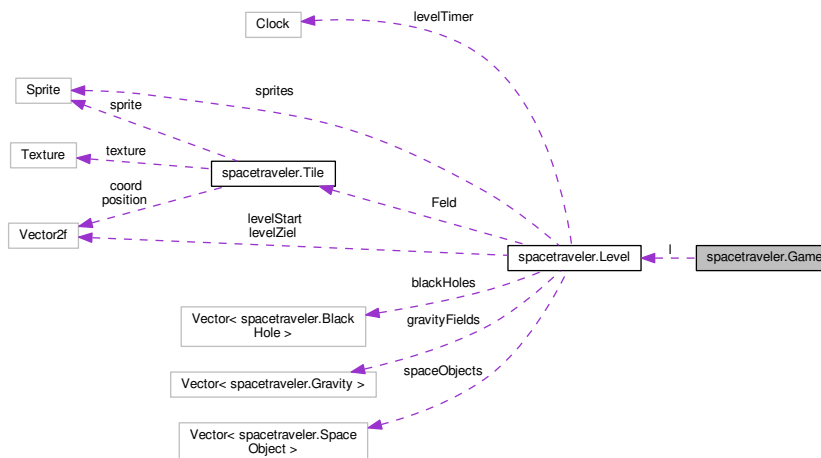 Clock
levelTimer
Sprite
sprites
sprite
Texture
texture
spacetraveler.Tile
coord
position
Feld
Vector2f
levelStart
levelZiel
spacetraveler.Level
l
spacetraveler.Game
blackHoles
Vector< spacetraveler.Black
Hole >
gravityFields
Vector< spacetraveler.Gravity >
spaceObjects
Vector< spacetraveler.Space
Object >